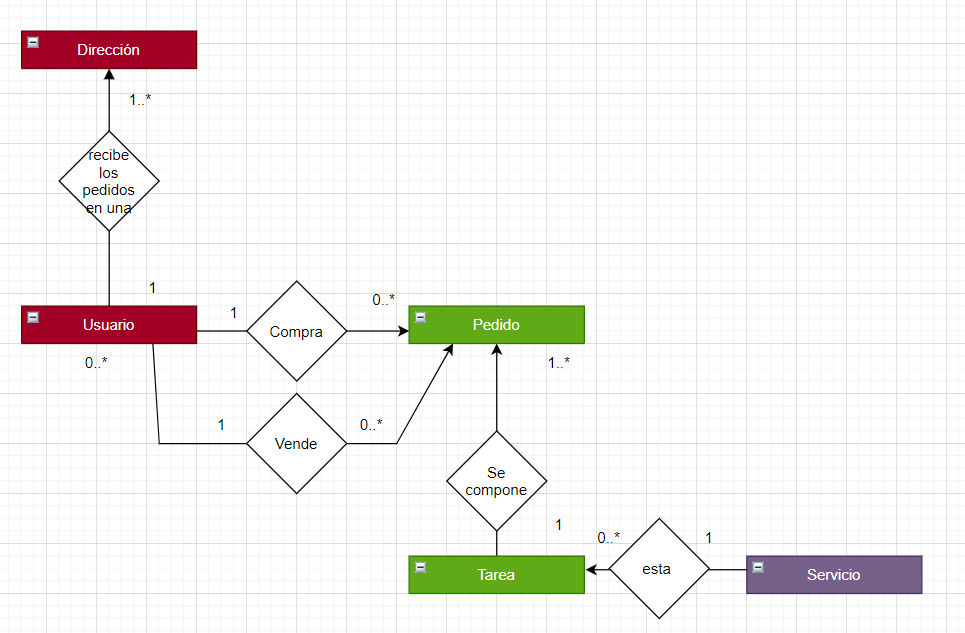 Dirección
1..*
recibe
los
pedidos
en una
1
Usuario
1
Compra
0..*
Pedido
0..*
1..*
1
Vende
0..*
Se
compone
1
0..*
1
Tarea
esta
Servicio